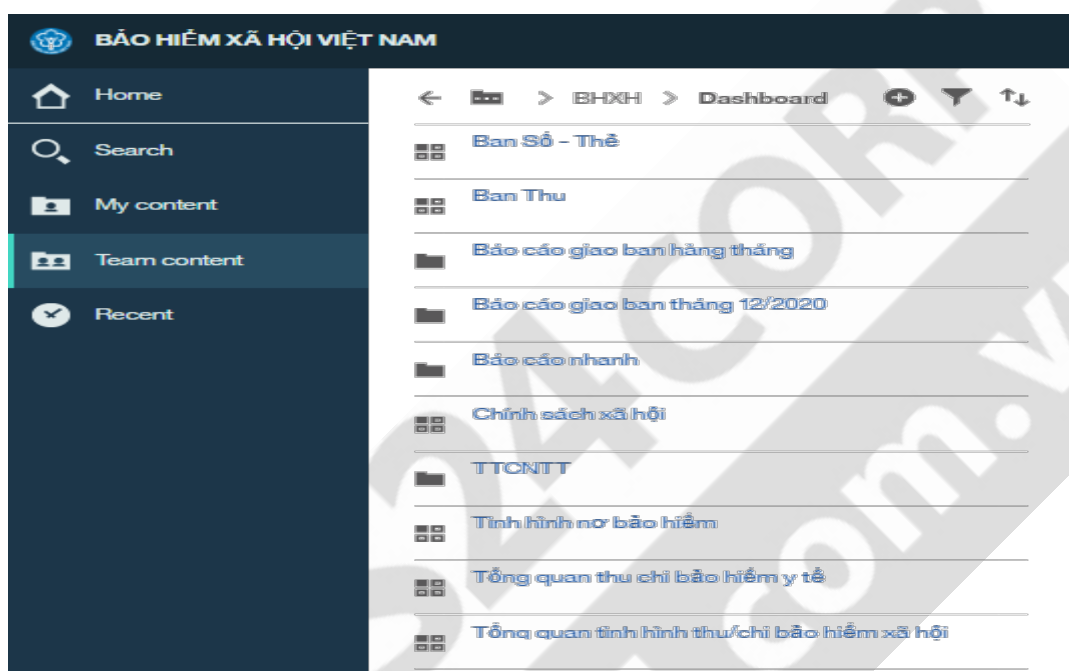 BẢO HIỂM XÃ HỘI VIỆT NAM
Home
Search
My content
Team content
Recent
> BHXH > Dashboard
Ban Sổ - Thẻ
Ban Thu
Báo cáo giao ban hàng tháng
Báo cáo giao ban tháng 12/2020
Báo cáo nhanh
Chính sách xã hội
TTCNTT
Tình hình nợ bảo hiểm
Tổng quan thu chi bảo hiểm y tế
Tổng quan tình hình thu/chi bảo hiểm xã hội
S24CORP
com.v